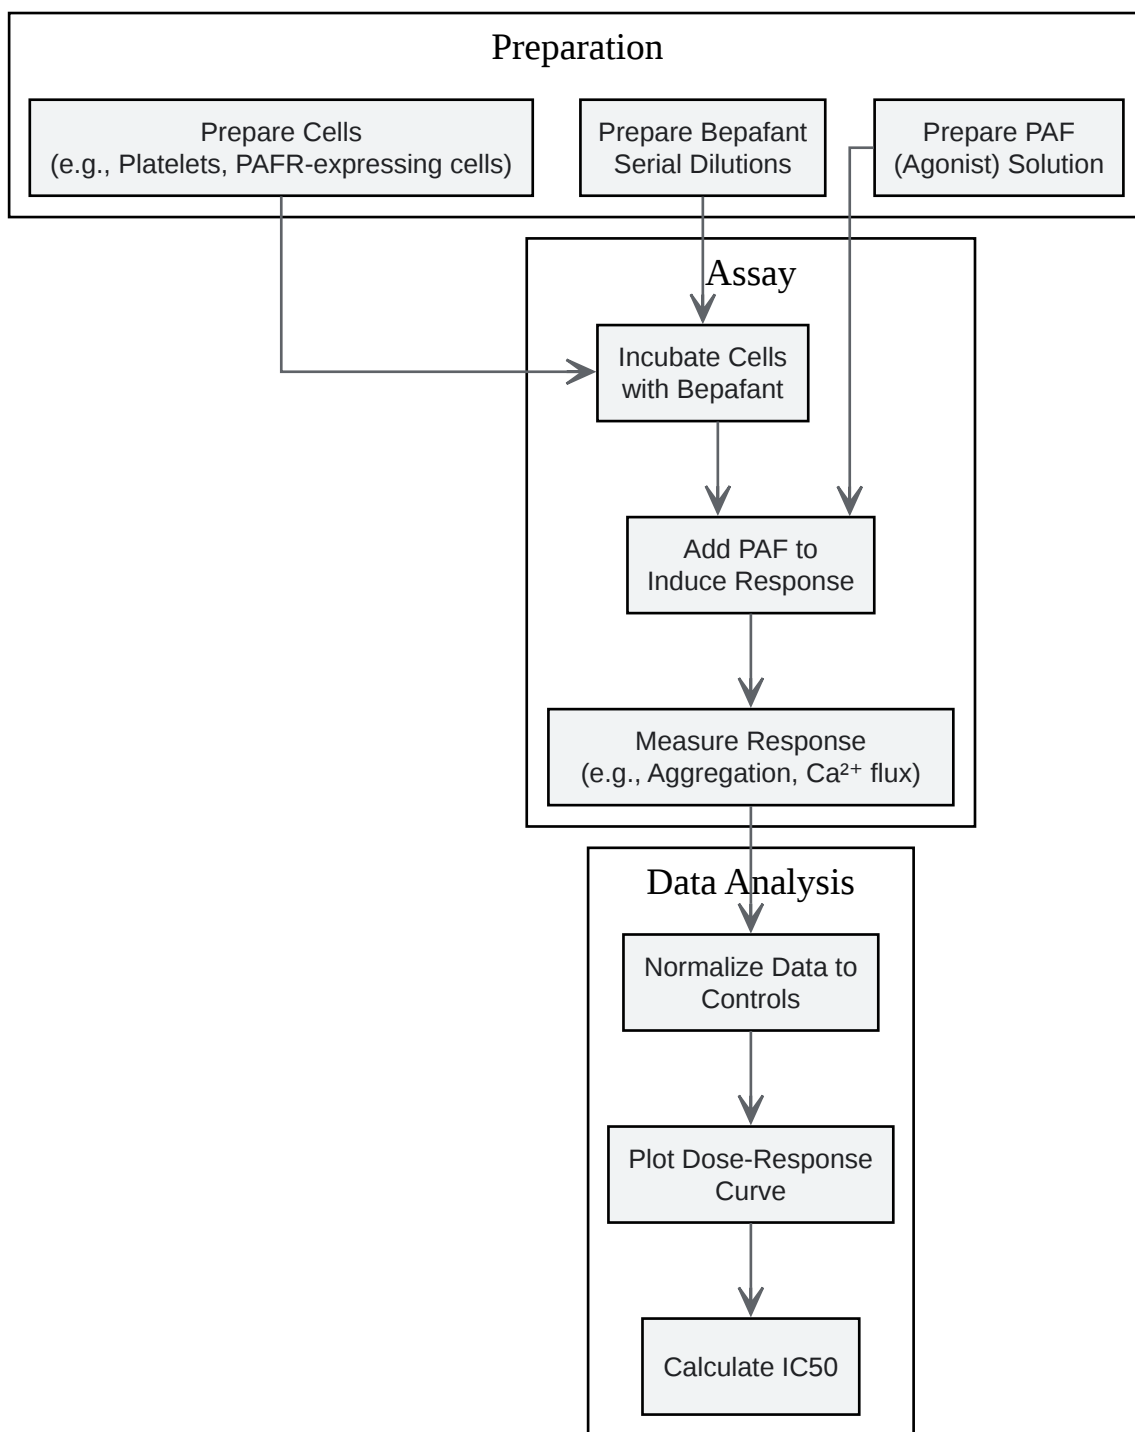 Preparation
Prepare Cells
(e.g., Platelets, PAFR-expressing cells)
Prepare Bepafant
Serial Dilutions
Prepare PAF
(Agonist) Solution
Assay
Incubate Cells
with Bepafant
Add PAF to
Induce Response
Measure Response
(e.g., Aggregation, Ca²⁺ flux)
Data Analysis
Normalize Data to
Controls
Plot Dose-Response
Curve
Calculate IC50